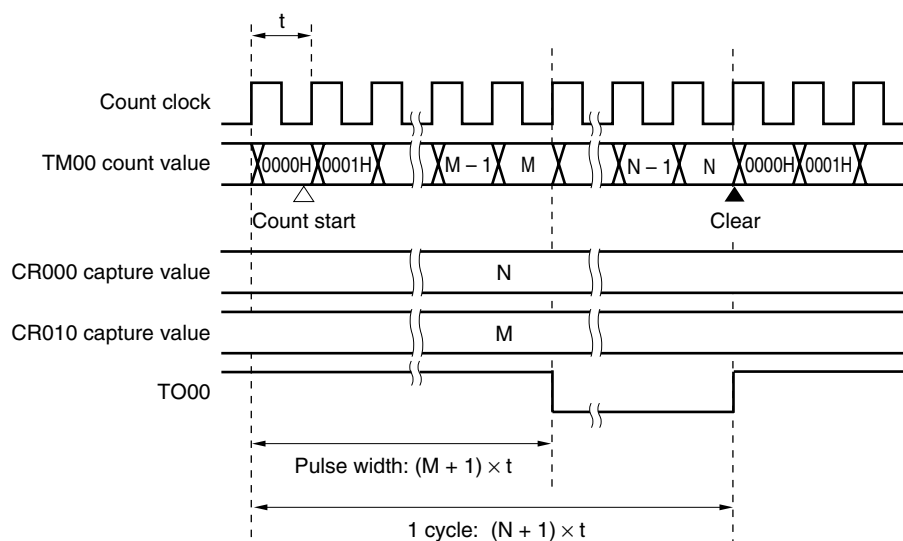 t
Count clock
TM00 count value 0000H 0001H M – 1 M N – 1 N 0000H 0001H
Count start Clear
CR000 capture value N
CR010 capture value M
TO00
Pulse width: (M + 1) × t
1 cycle: (N + 1) × t